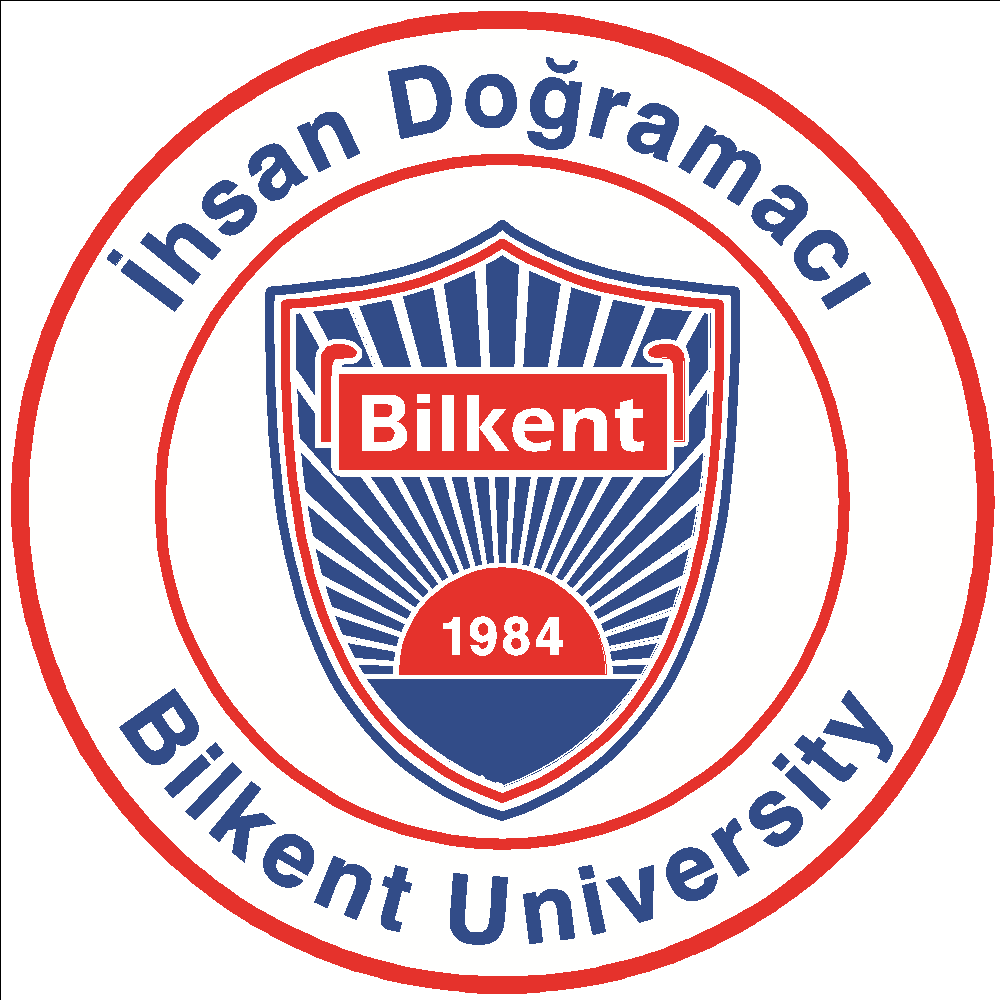 İhsan Doğramacı
Bilkent
1984
Bilkent University